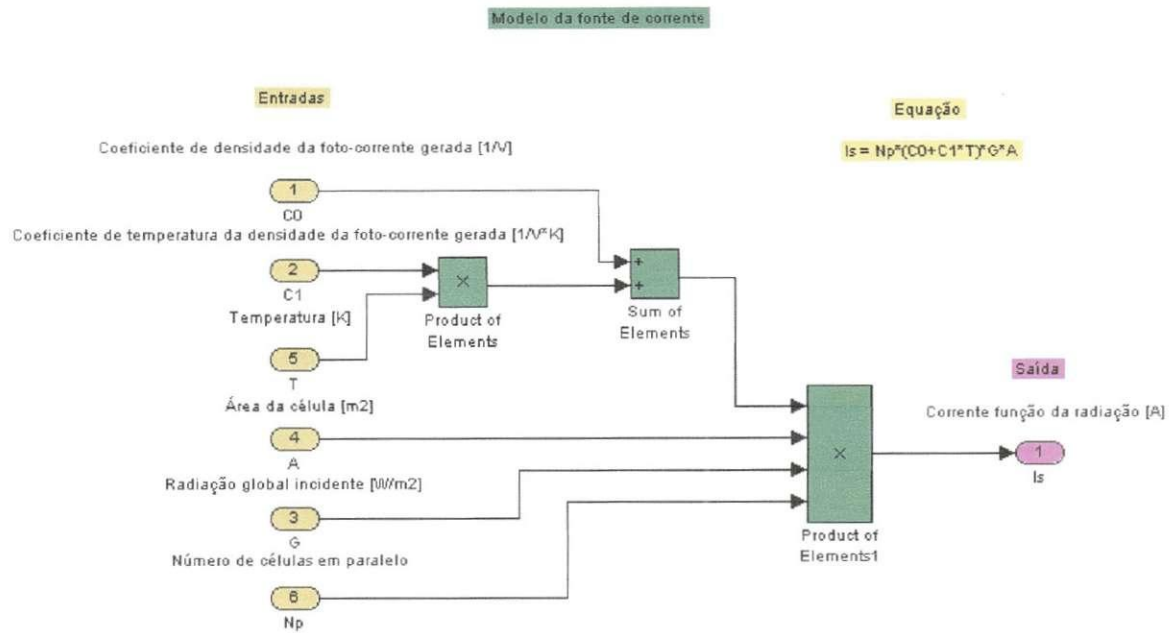 Modelo da fonte de corrente
Entradas
Equação
Coeficiente de densidade da foto-corrente gerada [1/V]
Is = Np*(C0+C1*T)*G*A
1
C0
Coeficiente de temperatura da densidade da foto-corrente gerada [1/V*K]
2
C1
×
Product of
Elements
+
+
Sum of
Elements
Temperatura [K]
5
T
Saída
Área da célula [m2]
Corrente função da radiação [A]
4
A
×
1
Is
Radiação global incidente [W/m2]
3
G
Product of
Elements1
Número de células em paralelo
6
Np